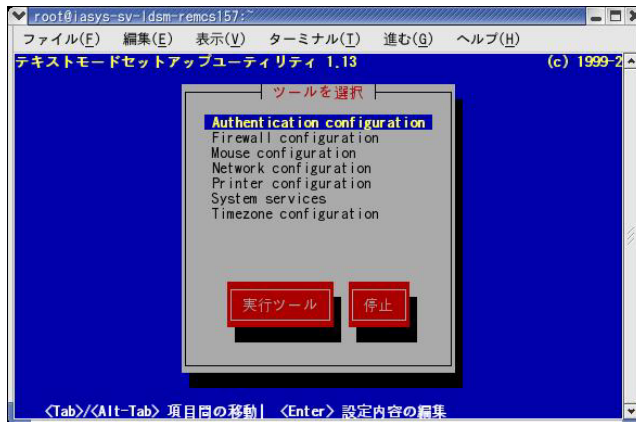 root@iasys-sv-ldsm-remcs157:~
ファイル(F) 編集(E) 表示(V) ターミナル(T) 進む(G) ヘルプ(H)
テキストモードセットアップユーティリティ 1.13 (c) 1999-2
ツールを選択
Authentication configuration
Firewall configuration
Mouse configuration
Network configuration
Printer configuration
System services
Timezone configuration
実行ツール 停止
<Tab>/<Alt-Tab> 項目間の移動| <Enter> 設定内容の編集